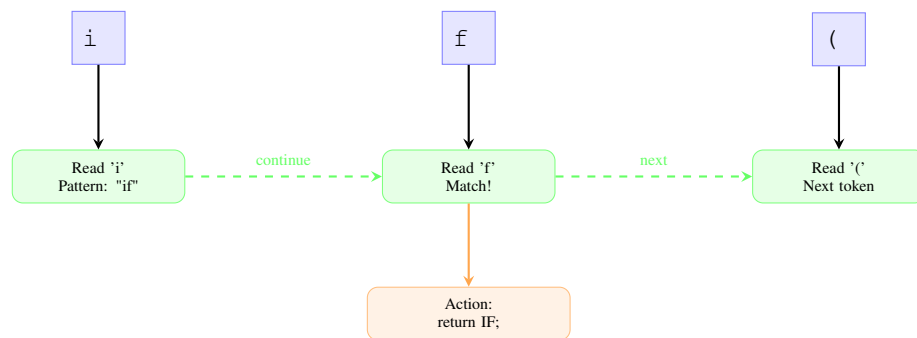 i
f
(
Read 'i'
Pattern: "if"
continue
Read 'f'
Match!
next
Read '('
Next token
Action:
return IF;